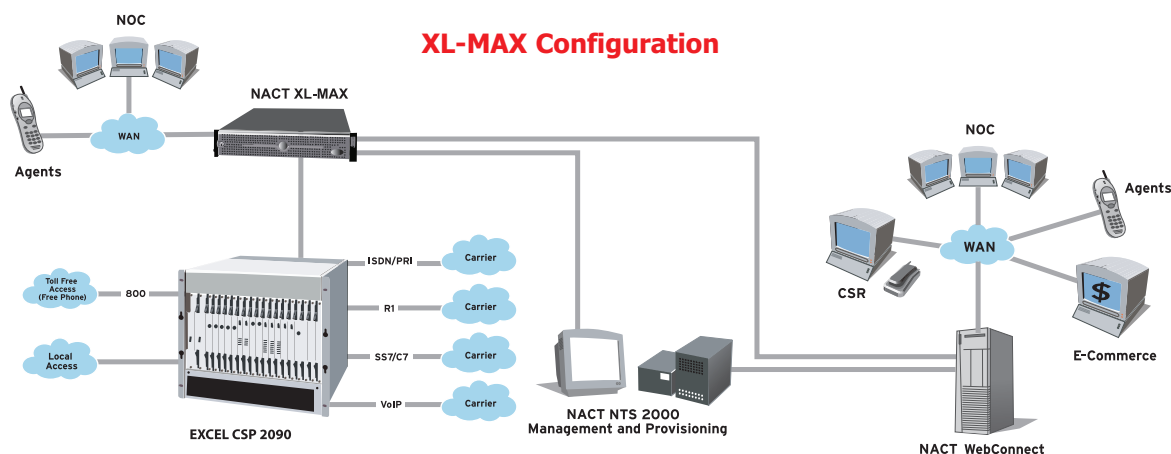 XL-MAX Configuration
NOC
NACT XL-MAX
WAN
Agents
NOC
Agents
WAN
CSR
$
E-Commerce
ISDN/PRI
Carrier
Toll Free
Access
(Free Phone)
800
R1
Carrier
Local
Access
SS7/C7
Carrier
VoIP
Carrier
EXCEL CSP 2090
NACT NTS 2000
Management and Provisioning
NACT WebConnect